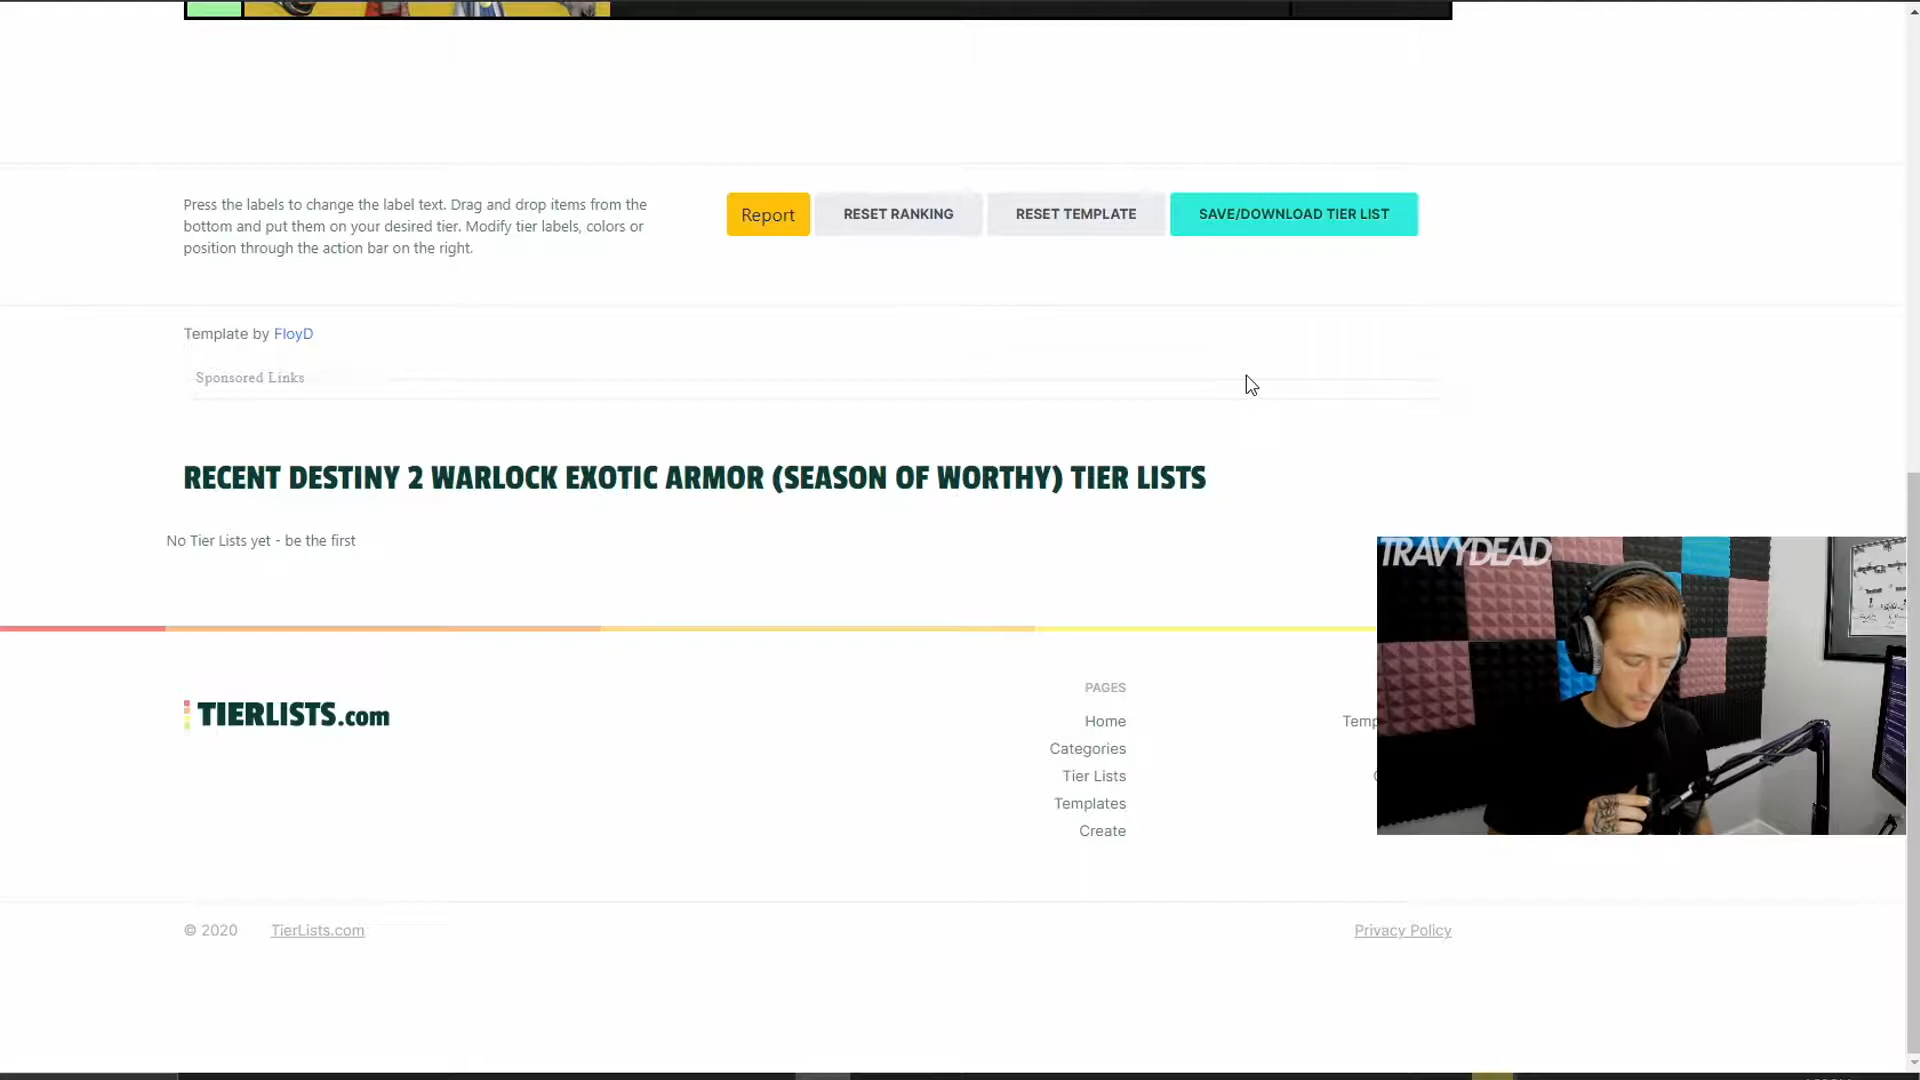 Press the labels to change the label text. Drag and drop items from the
bottom and put them on your desired tier. Modify tier labels, colors or
position through the action bar on the right.
Report
RESET RANKING
RESET TEMPLATE
SAVE/DOWNLOAD TIER LIST
Template by FloyD
Sponsored Links
RECENT DESTINY 2 WARLOCK EXOTIC ARMOR (SEASON OF WORTHY) TIER LISTS
No Tier Lists yet - be the first
TRAVYDEAD
TIERLISTS.com
PAGES
Home
Categories
Tier Lists
Templates
Create
Temp
© 2020
TierLists.com
Privacy Policy